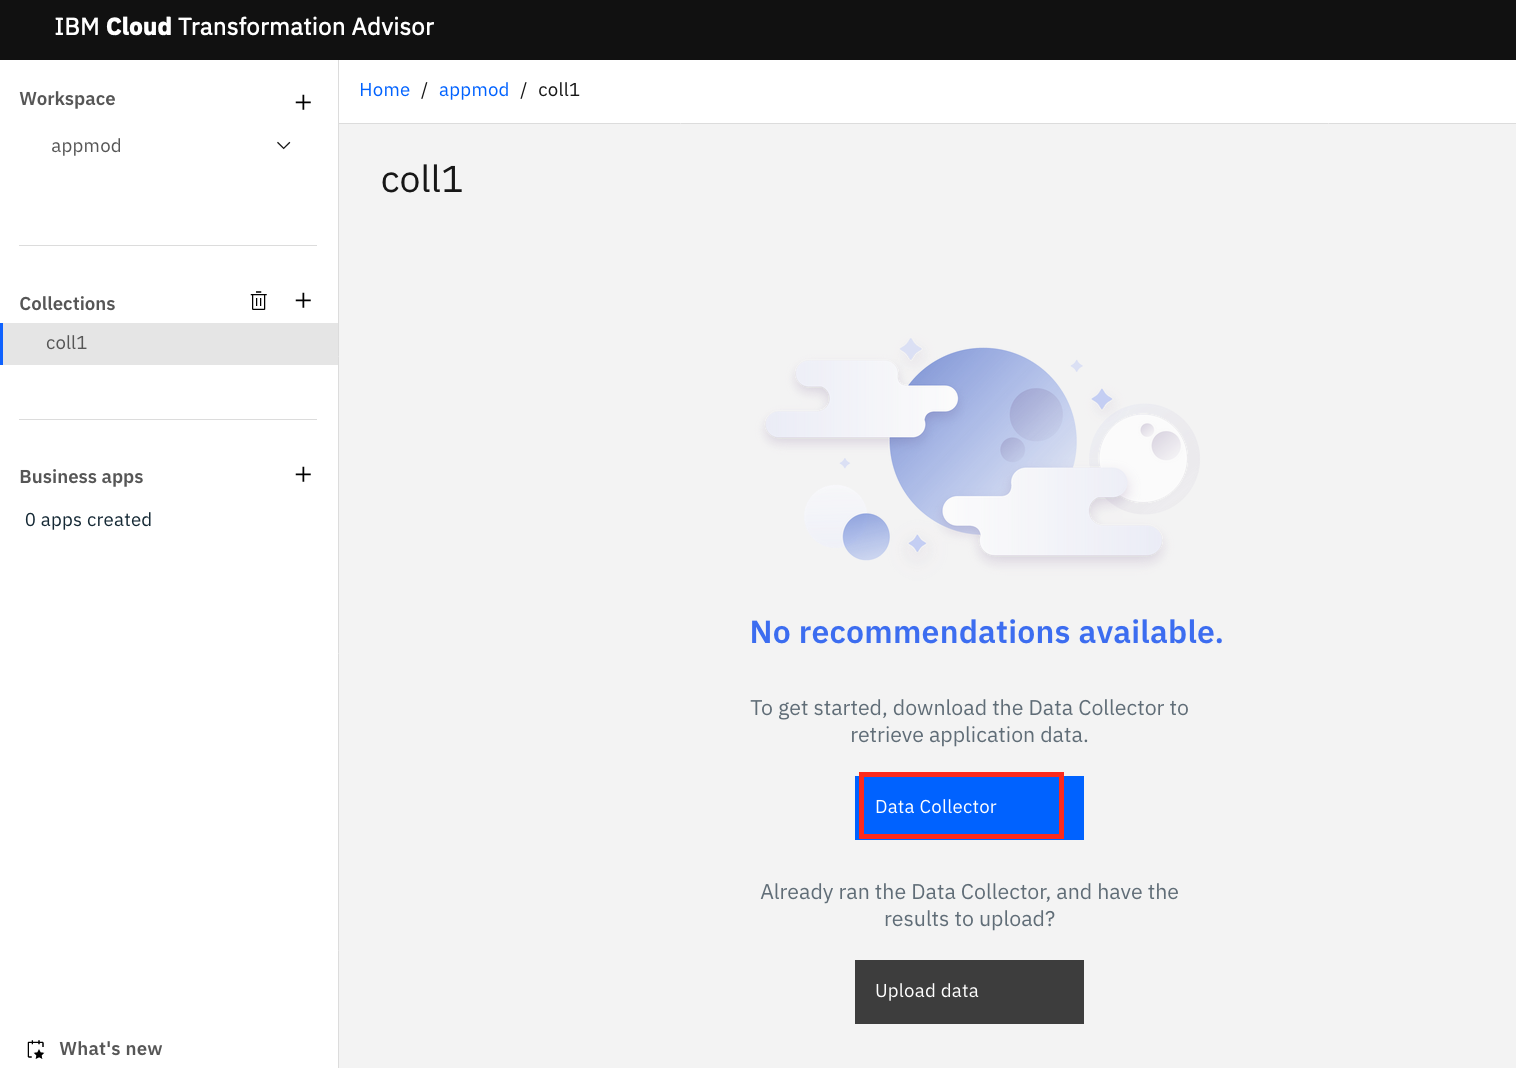 IBM Cloud Transformation Advisor
Workspace
appmod
Collections
coll1
Business apps
0 apps created
What's new
Home / appmod / coll1
coll1
No recommendations available.
To get started, download the Data Collector to
retrieve application data.
Data Collector
Already ran the Data Collector, and have the
results to upload?
Upload data